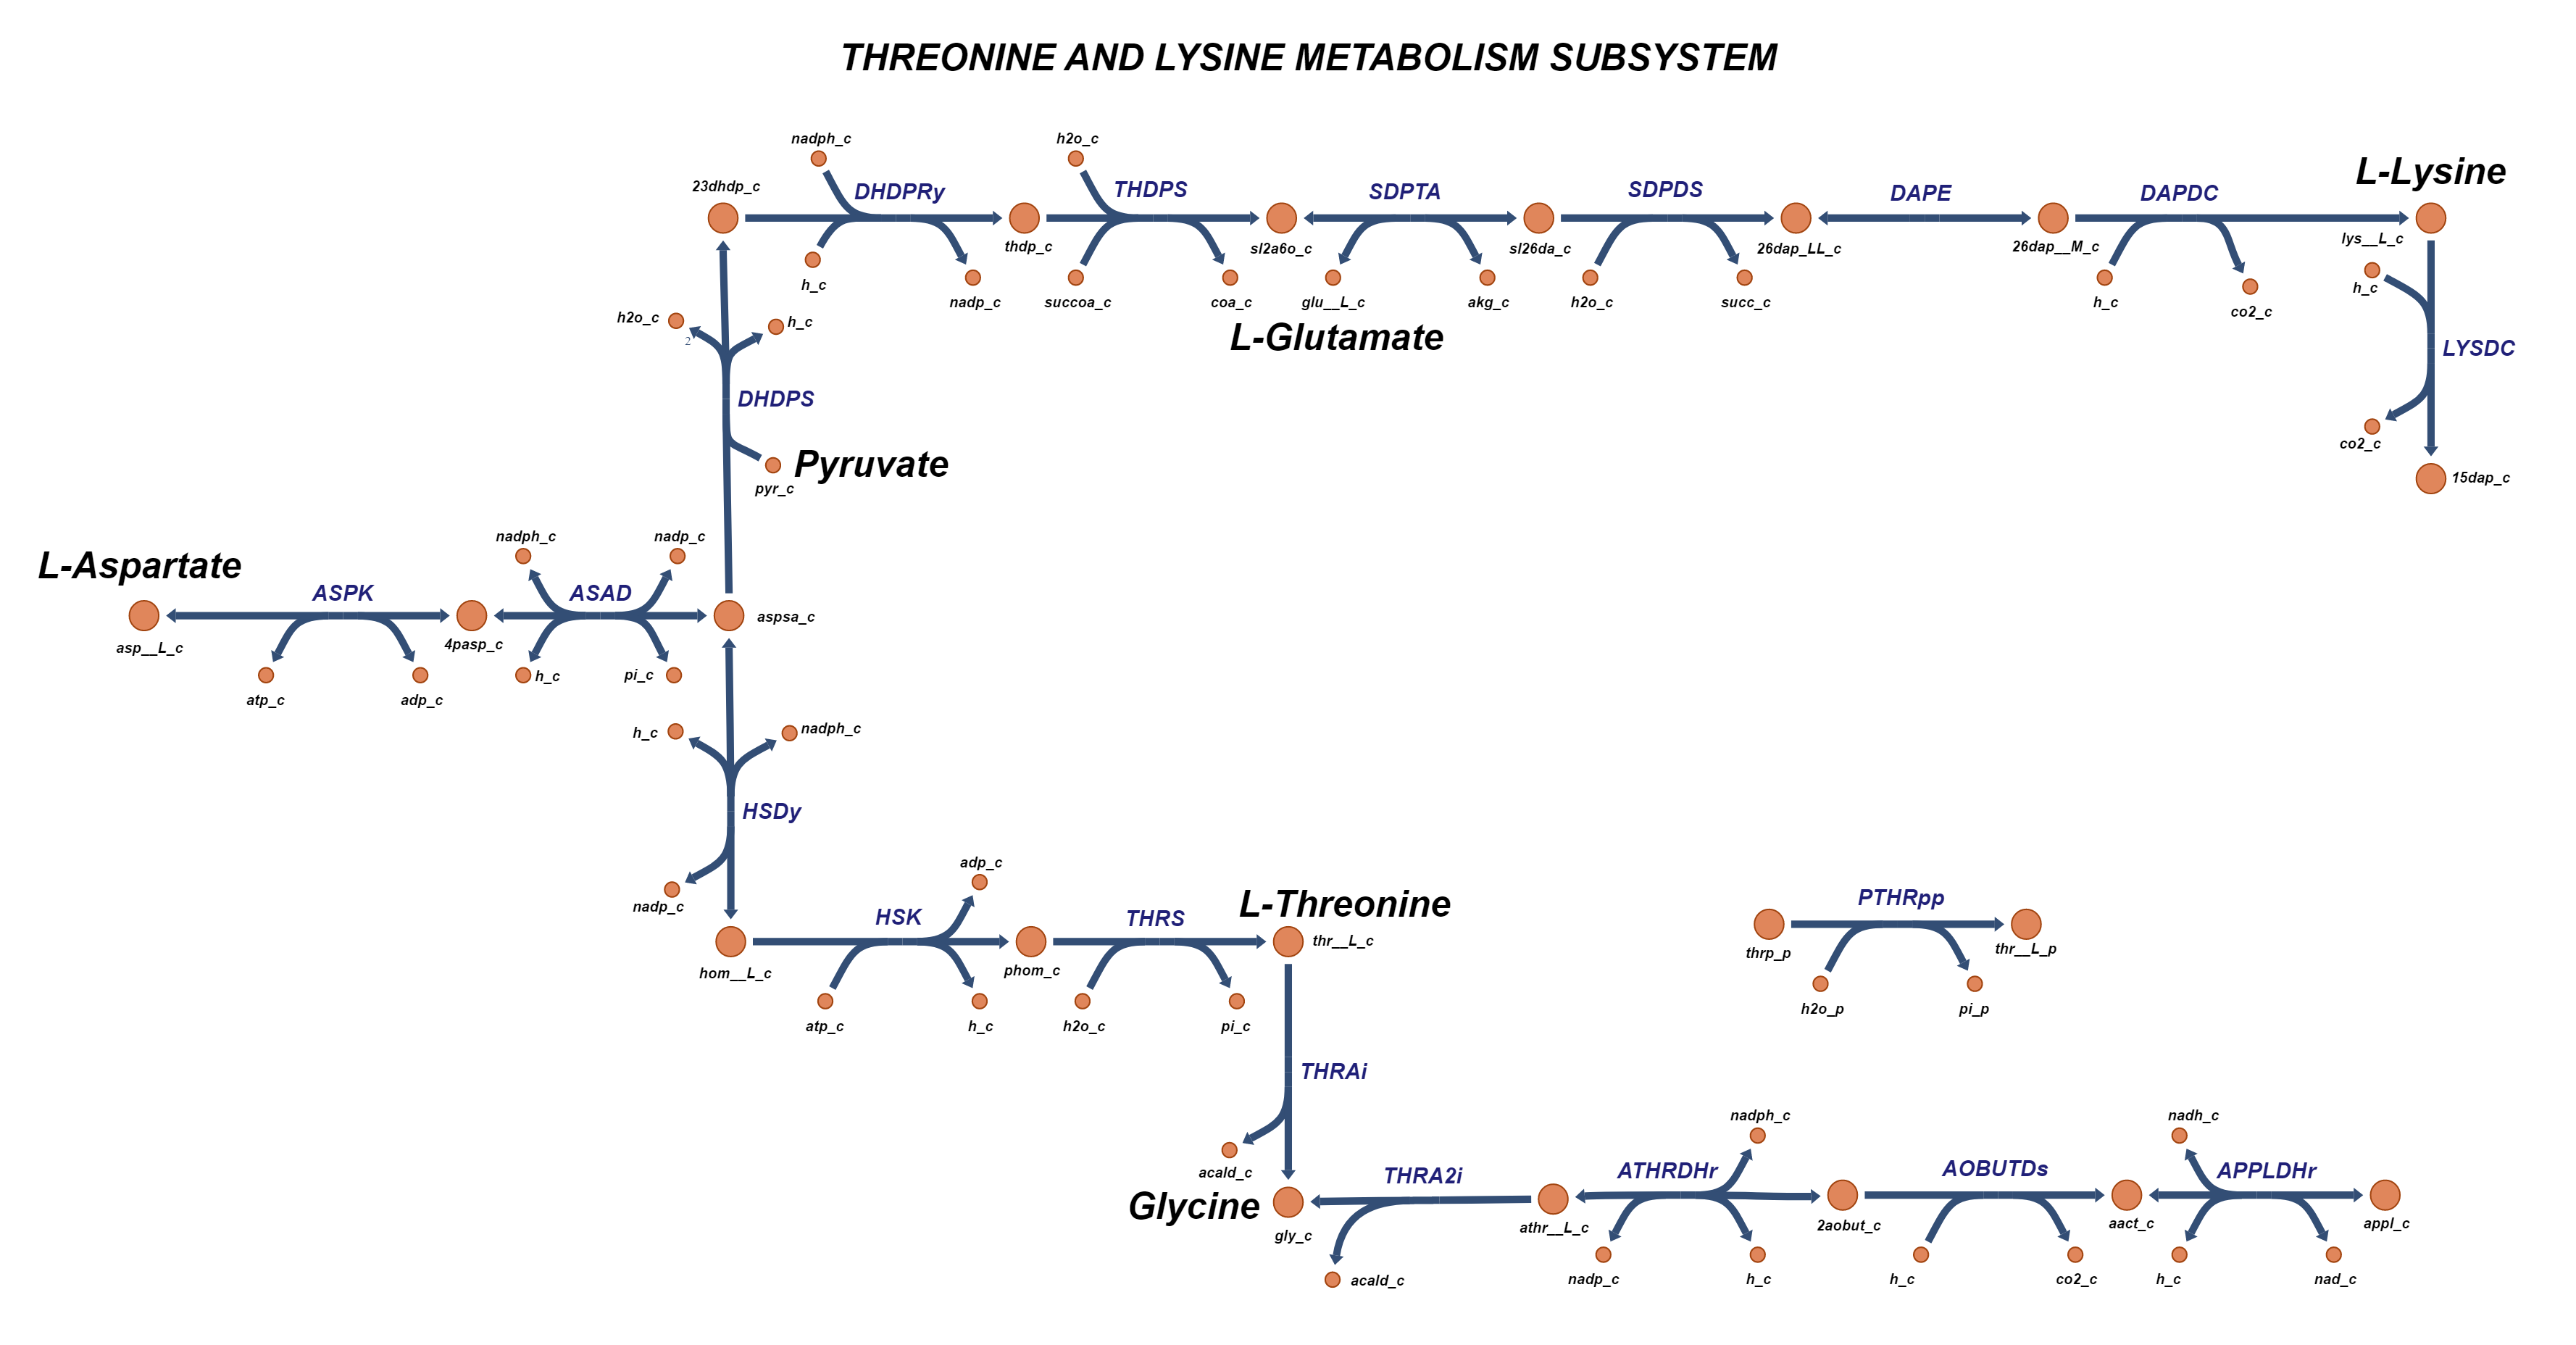 THREONINE AND LYSINE METABOLISM SUBSYSTEM
nadph_c
h2o_c
23dhdp_c
DHDPRy
THDPS
SDPTA
SDPDS
DAPE
DAPDC
L-Lysine
thdp_c
sl2a6o_c
sl26da_c
26dap_LL_c
26dap__M_c
lys__L_c
h_c
nadp_c
succoa_c
coa_c
glu__L_c
akg_c
h2o_c
succ_c
h_c
co2_c
h_c
L-Glutamate
h2o_c
2
h_c
LYSDC
DHDPS
co2_c
Pyruvate
pyr_c
15dap_c
L-Aspartate
nadph_c
nadp_c
ASPK
ASAD
asp__L_c
4pasp_c
aspsa_c
atp_c
adp_c
h_c
pi_c
h_c
nadph_c
HSDy
nadp_c
adp_c
HSK
THRS
L-Threonine
PTHRpp
hom__L_c
phom_c
thr__L_c
thrp_p
thr__L_p
atp_c
h_c
h2o_c
pi_c
h2o_p
pi_p
THRAi
nadph_c
nadh_c
acald_c
THRA2i
ATHRDHr
AOBUTDs
APPLDHr
Glycine
gly_c
athr__L_c
2aobut_c
aact_c
appl_c
acald_c
nadp_c
h_c
h_c
co2_c
h_c
nad_c